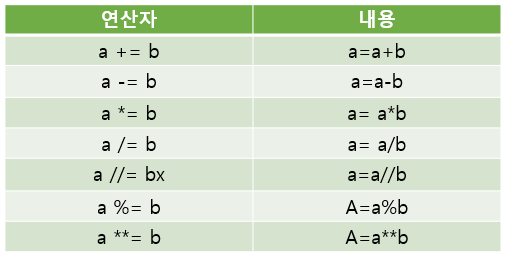 연산자 내용
a += b a=a+b
a -= b a=a-b
a *= b a= a*b
a /= b a= a/b
a //= bx a=a//b
a %= b A=a%b
a **= b A=a**b